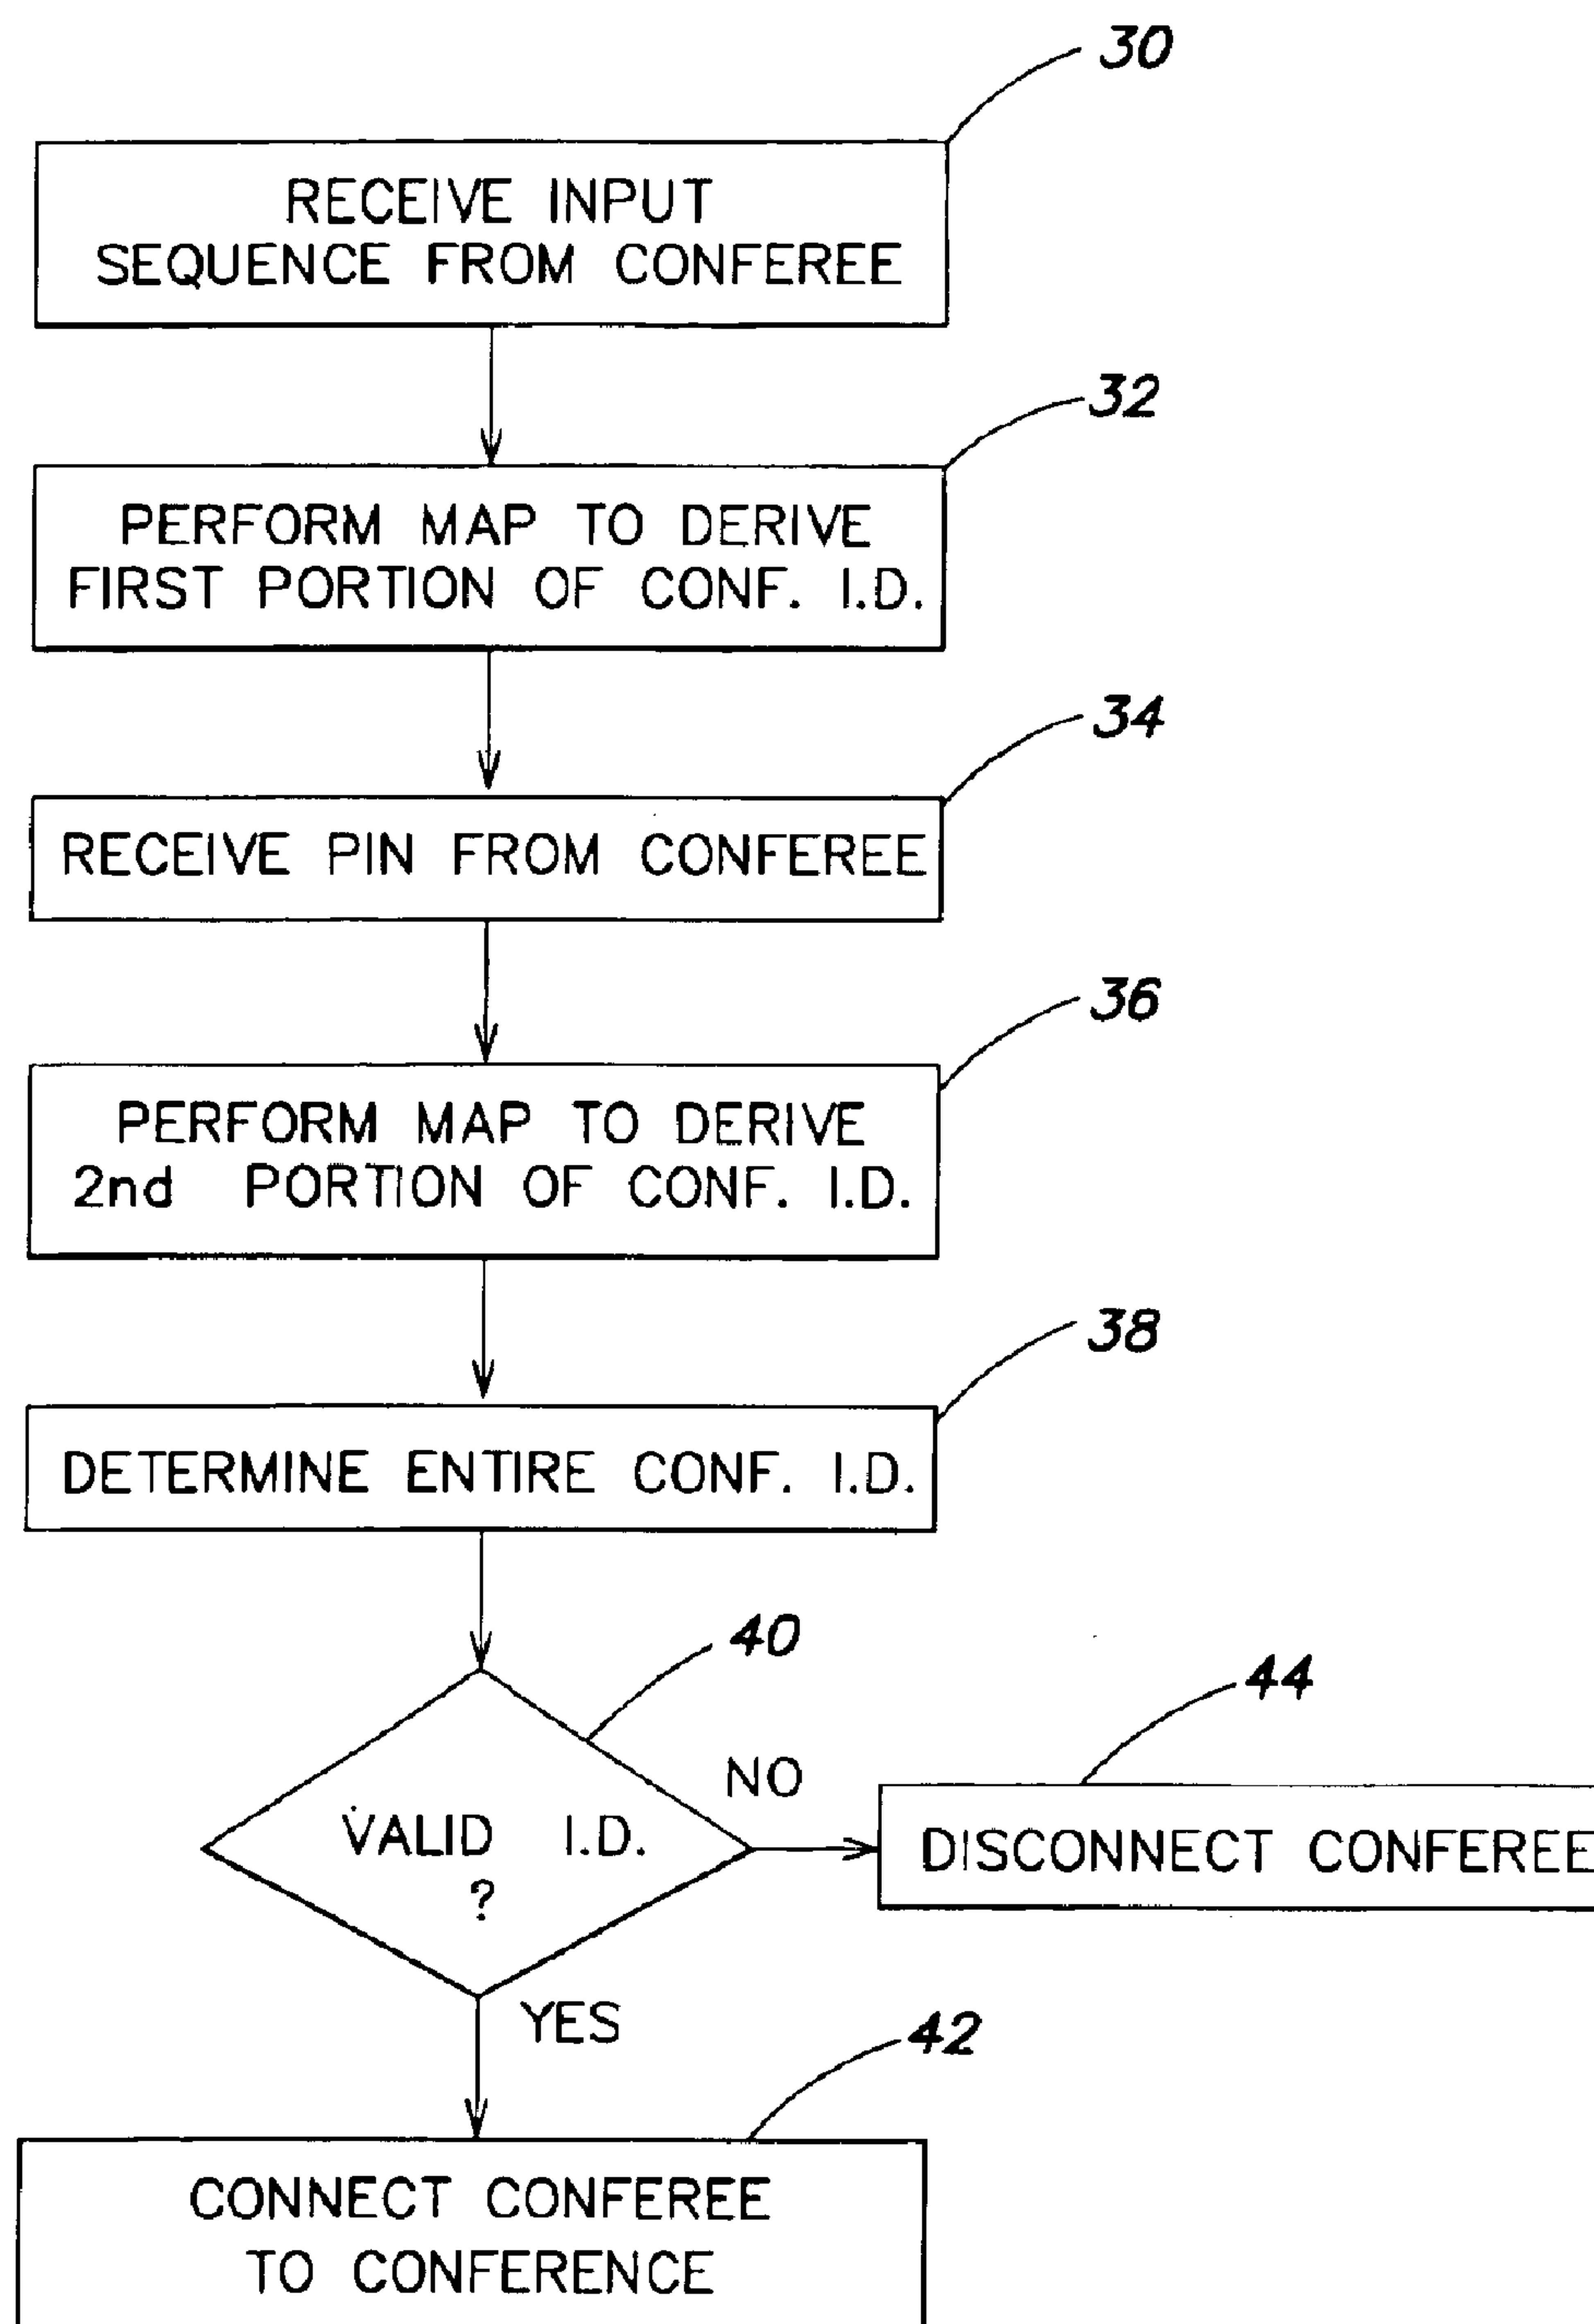 30
RECEIVE INPUT
SEQUENCE FROM CONFEREE
32
PERFORM MAP TO DERIVE
FIRST PORTION OF CONF. I.D.
34
RECEIVE PIN FROM CONFEREE
36
PERFORM MAP TO DERIVE
2nd PORTION OF CONF. I.D.
38
DETERMINE ENTIRE CONF. I.D.
40
44
NO
VALID I.D.
?
DISCONNECT CONFEREE
YES
42
CONNECT CONFEREE
TO CONFERENCE